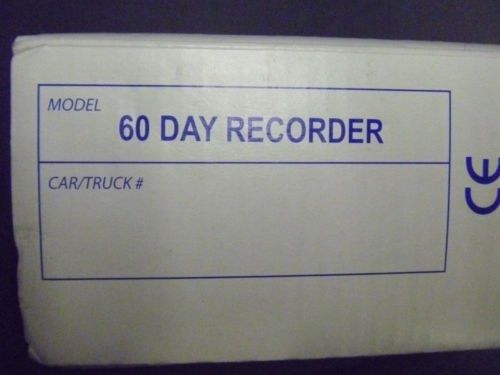 MODEL
60 DAY RECORDER
CAR/TRUCK #
CE